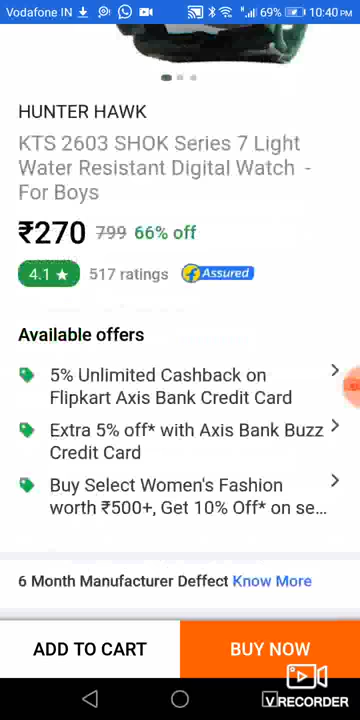 Vodafone IN 69% 10:40 PM
HUNTER HAWK
KTS 2603 SHOK Series 7 Light
Water Resistant Digital Watch -
For Boys
₹270 799 66% off
4.1 ★ 517 ratings f Assured
Available offers
5% Unlimited Cashback on
Flipkart Axis Bank Credit Card
Extra 5% off* with Axis Bank Buzz
Credit Card
Buy Select Women's Fashion
worth ₹500+, Get 10% Off* on se...
6 Month Manufacturer Deffect Know More
ADD TO CART BUY NOW
V RECORDER